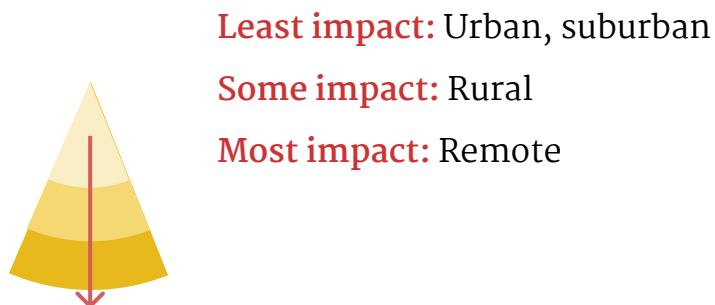 Least impact: Urban, suburban
Some impact: Rural
Most impact: Remote